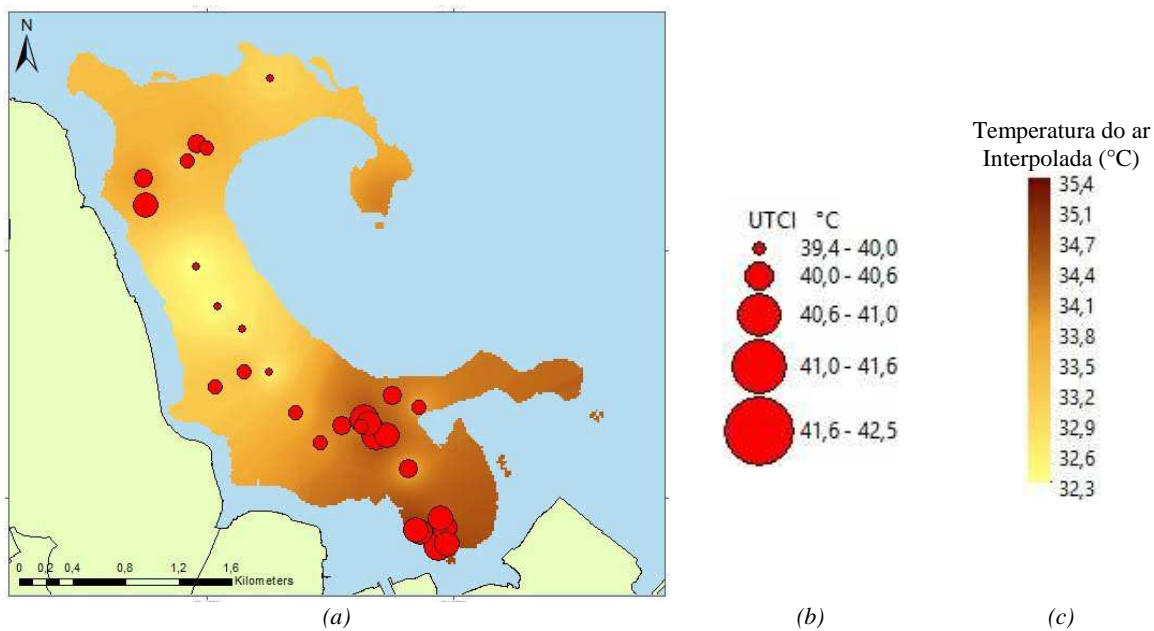 N
0 0,2 0,4 0,8 1,2 1,6
Kilometers
(a)
UTCI °C
39,4 - 40,0
40,0 - 40,6
40,6 - 41,0
41,0 - 41,6
41,6 - 42,5
(b)
Temperatura do ar
Interpolada (°C)
35,4
35,1
34,7
34,4
34,1
33,8
33,5
33,2
32,9
32,6
32,3
(c)